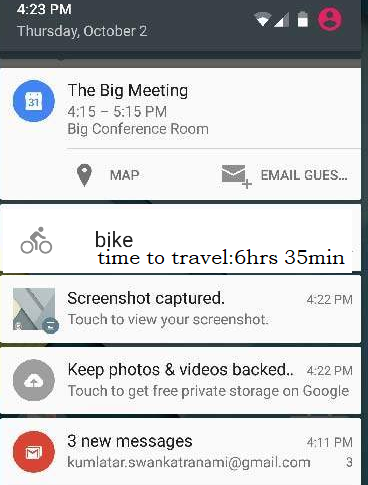 4:23 PM
Thursday, October 2
31
The Big Meeting
4:15 – 5:15 PM
Big Conference Room
MAP
EMAIL GUES...
bike
time to travel:6hrs 35min
Screenshot captured.
4:22 PM
Touch to view your screenshot.
Keep photos & videos backed..
4:22 PM
Touch to get free private storage on Google
3 new messages
4:11 PM
kumlatar.swankatranami@gmail.com
3